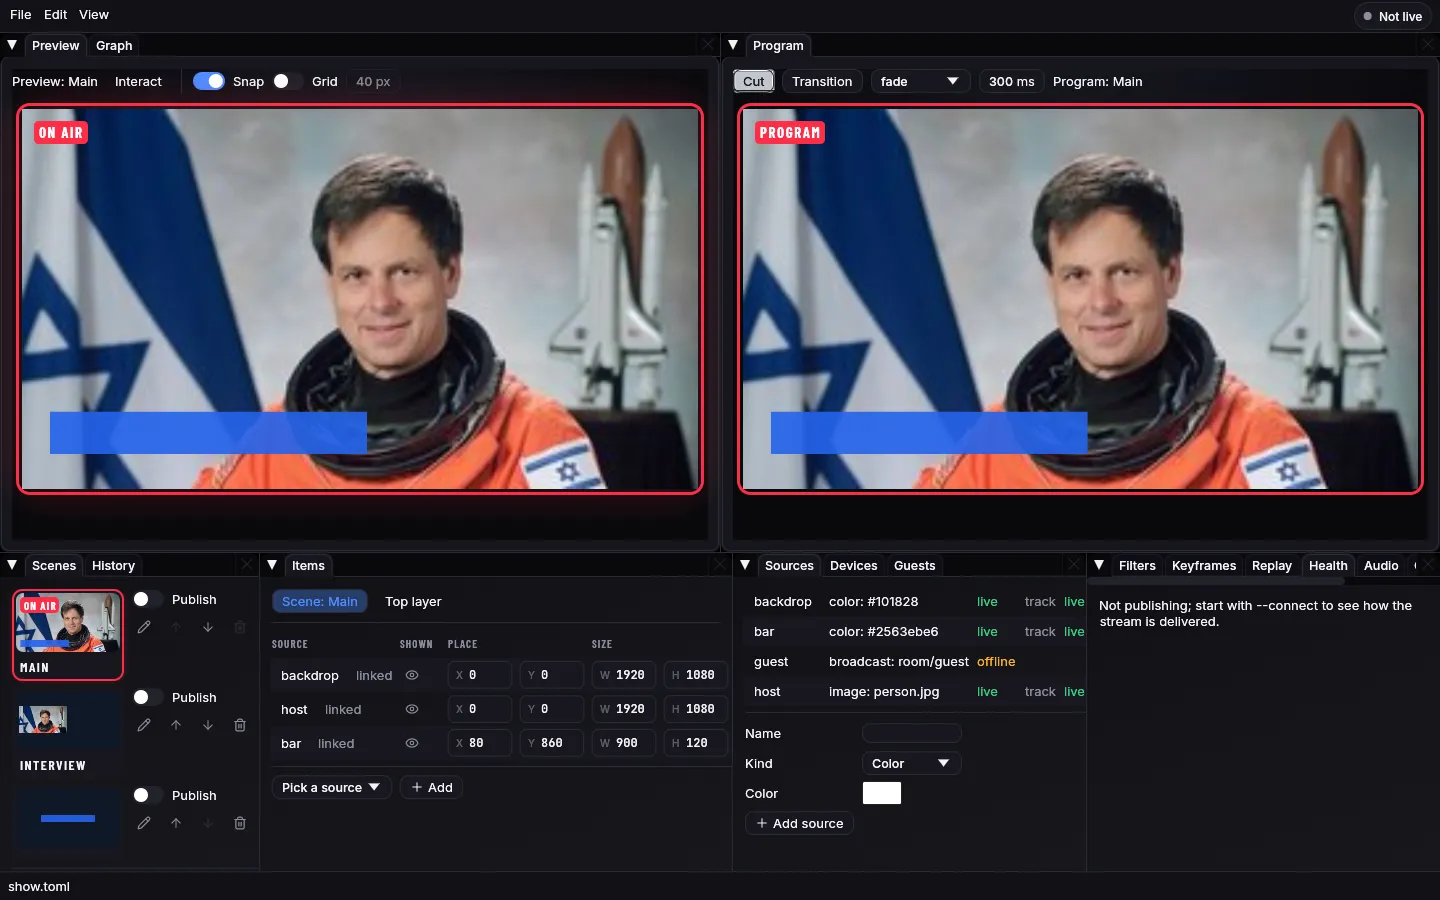 File Edit View
Not live
Preview Graph
Preview: Main Interact Snap Grid 40 px
ON AIR
Program
Cut Transition fade 300 ms Program: Main
PROGRAM
Scenes History
ON AIR
MAIN
Publish
INTERVIEW
Publish
Publish
Items
Scene: Main Top layer
SOURCE SHOWN PLACE SIZE
backdrop linked X 0 Y 0 W 1920 H 1080
host linked X 0 Y 0 W 1920 H 1080
bar linked X 80 Y 860 W 900 H 120
Pick a source + Add
Sources Devices Guests
backdrop color: #101828 live track live
bar color: #2563ebe6 live track live
guest broadcast: room/guest offline
host image: person.jpg live track live
Name
Kind Color
Color
+ Add source
Filters Keyframes Replay Health Audio
Not publishing; start with --connect to see how the
stream is delivered.
show.toml